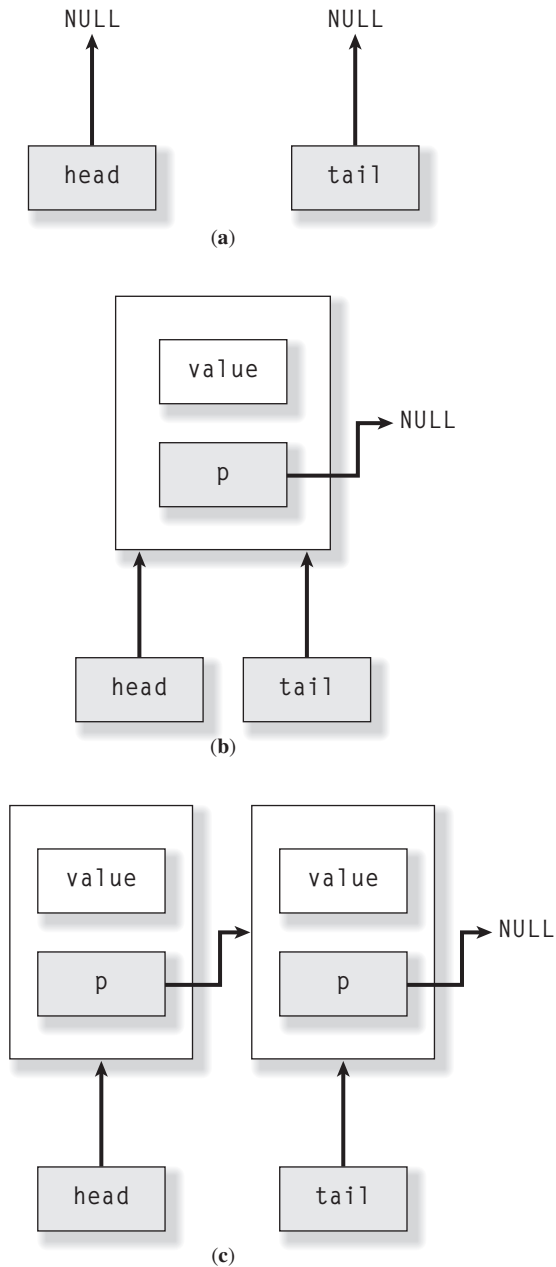 NULL NULL
head tail
(a)
value
NULL
p
head tail
(b)
value value
NULL
p p
head tail
(c)